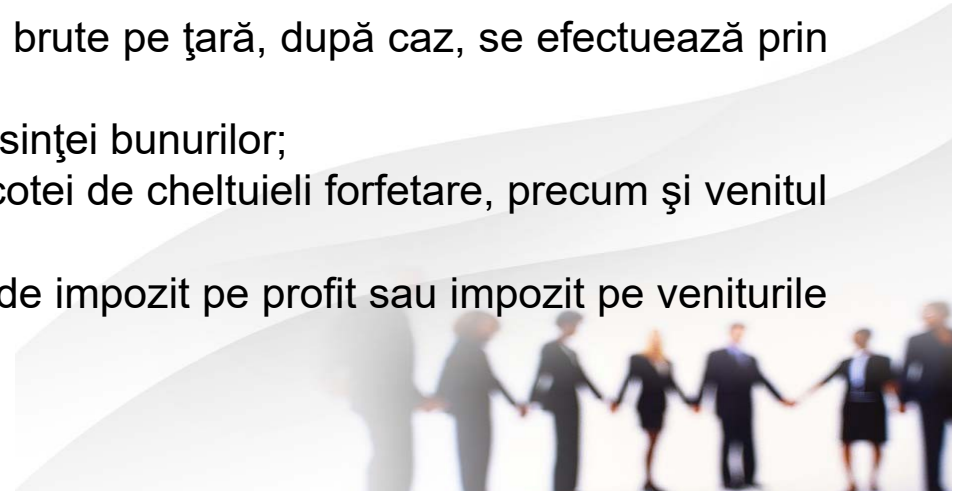 brute pe ţară, după caz, se efectuează prin
sinţei bunurilor;
cotei de cheltuieli forfetare, precum şi venitul
de impozit pe profit sau impozit pe veniturile